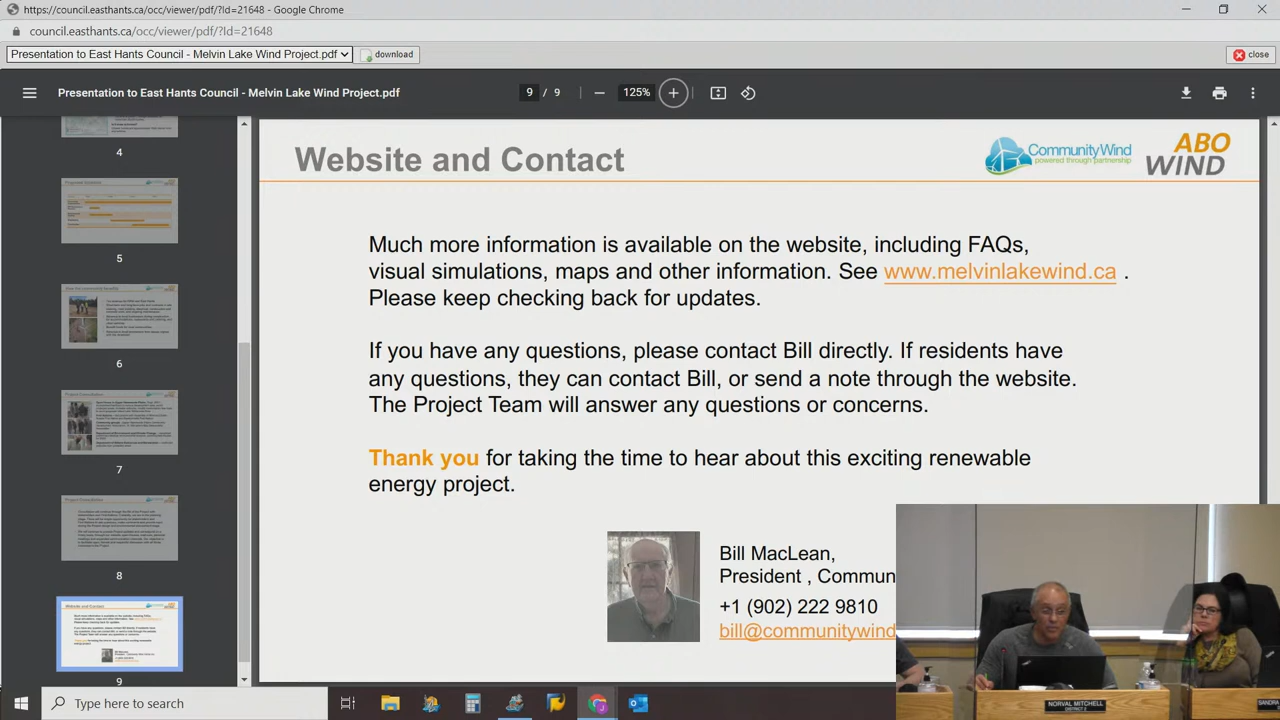 https://council.easthants.ca/occ/viewer/pdf/?Id=21648 - Google Chrome
council.easthants.ca/occ/viewer/pdf/?Id=21648
Presentation to East Hants Council - Melvin Lake Wind Project.pdf
download
close
Presentation to East Hants Council - Melvin Lake Wind Project.pdf
9 / 9
125%
4
5
6
7
8
9
Website and Contact
CommunityWind
powered through partnership
ABO
WIND
Much more information is available on the website, including FAQs,
visual simulations, maps and other information. See www.melvinlakewind.ca .
Please keep checking back for updates.
If you have any questions, please contact Bill directly. If residents have
any questions, they can contact Bill, or send a note through the website.
The Project Team will answer any questions or concerns.
Thank you for taking the time to hear about this exciting renewable
energy project.
Bill MacLean,
President , Commun
+1 (902) 222 9810
bill@communitywind
NORVAL MITCHELL
DISTRICT 2
SANDRA
Type here to search